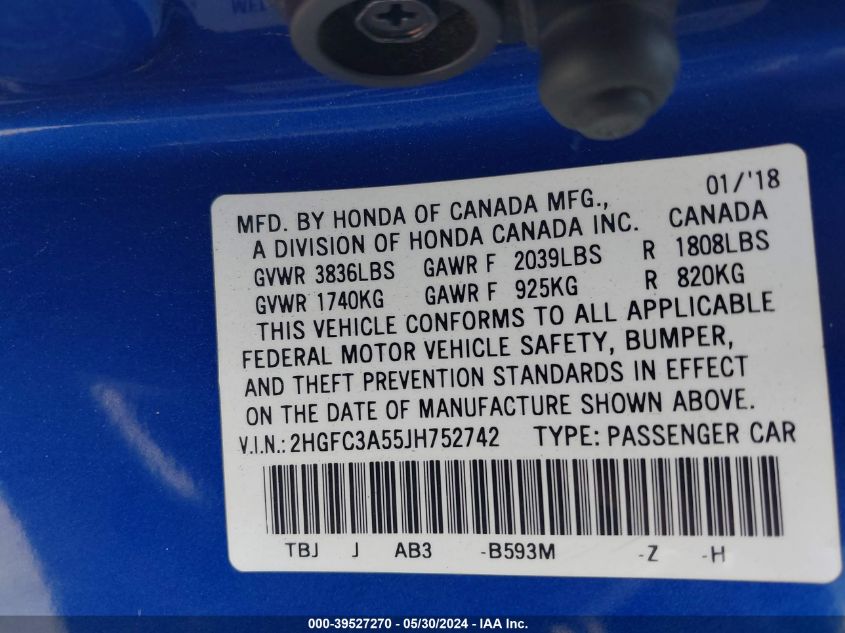 01/'18
MFD. BY HONDA OF CANADA MFG.,
A DIVISION OF HONDA CANADA INC. CANADA
GVWR 3836LBS GAWR F 2039LBS R 1808LBS
GVWR 1740KG GAWR F 925KG R 820KG
THIS VEHICLE CONFORMS TO ALL APPLICABLE
FEDERAL MOTOR VEHICLE SAFETY, BUMPER,
AND THEFT PREVENTION STANDARDS IN EFFECT
ON THE DATE OF MANUFACTURE SHOWN ABOVE.
V.I.N.: 2HGFC3A55JH752742 TYPE: PASSENGER CAR
TBJ J AB3 -B593M -Z -H
000-39527270 - 05/30/2024 - IAA Inc.